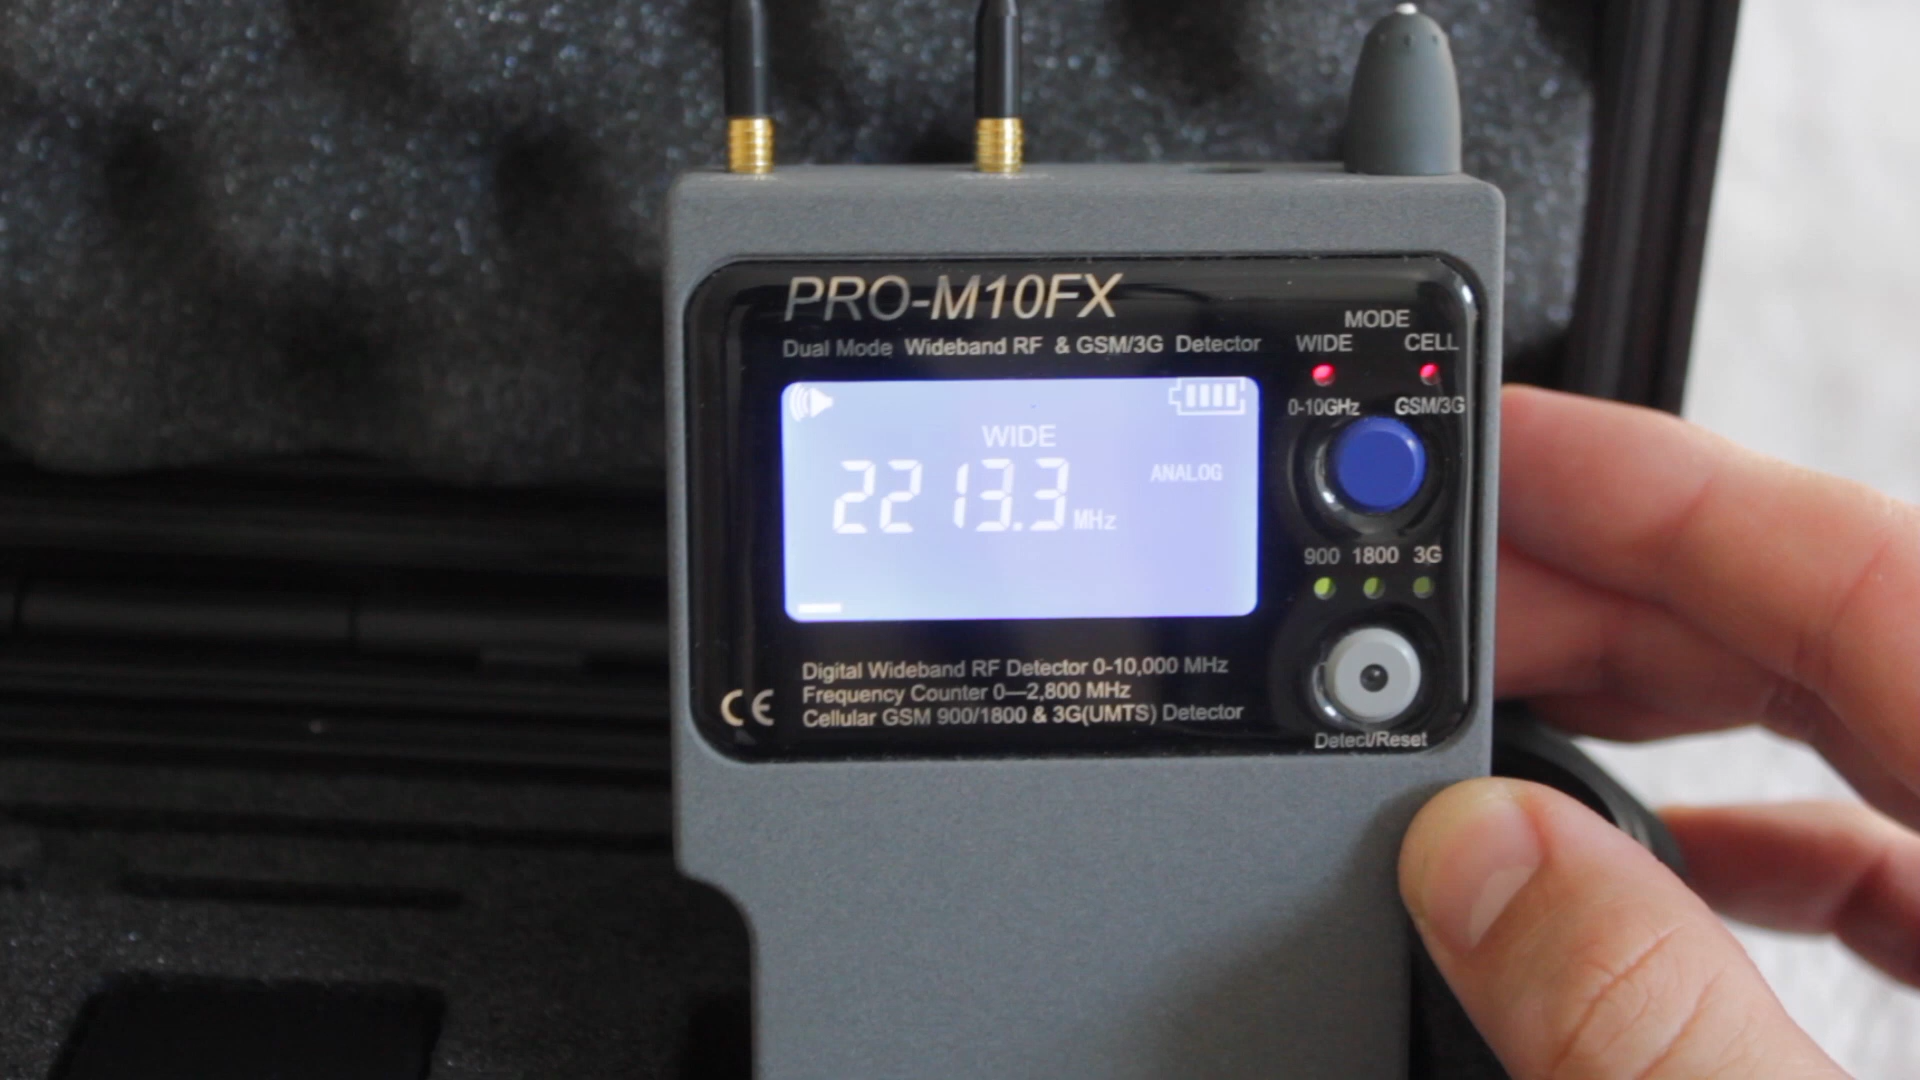 PRO-M10FX
Dual Mode Wideband RF & GSM/3G Detector
MODE
WIDE CELL
0-10GHz GSM/3G
WIDE
2213.3 MHz
ANALOG
900 1800 3G
Digital Wideband RF Detector 0-10,000 MHz
Frequency Counter 0—2,800 MHz
Cellular GSM 900/1800 & 3G(UMTS) Detector
CE
Detect/Reset